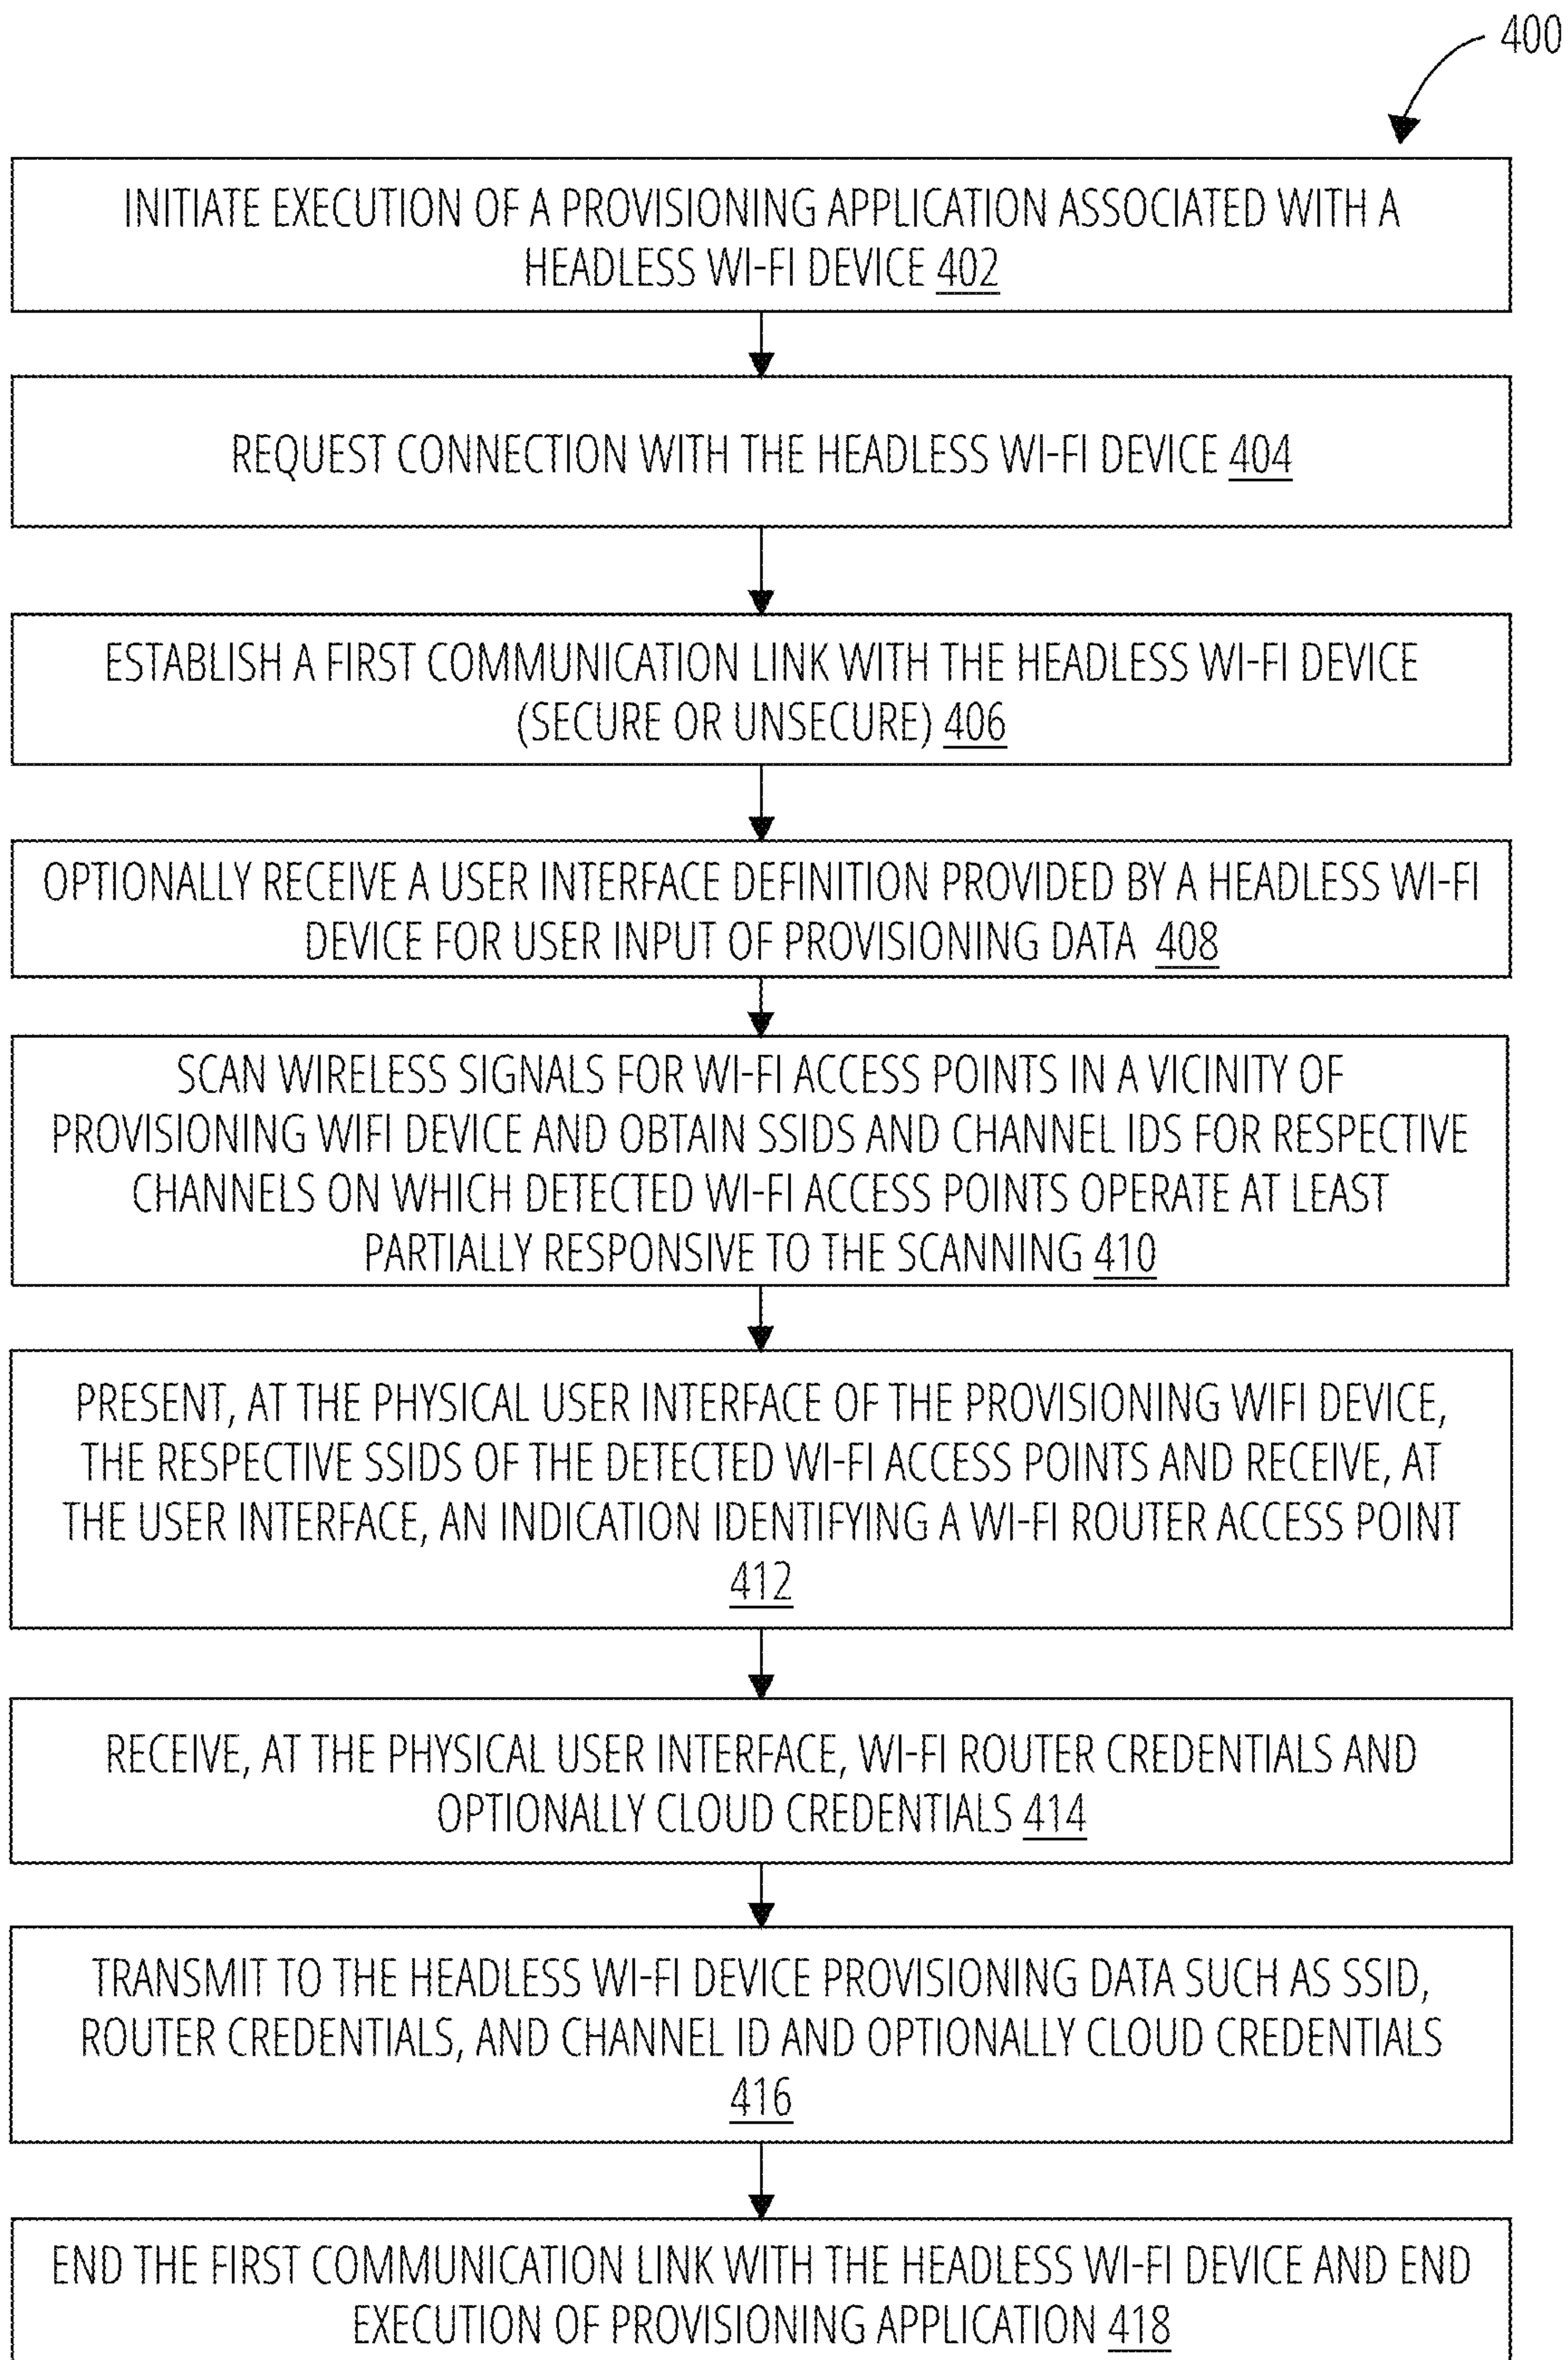 400
INITIATE EXECUTION OF A PROVISIONING APPLICATION ASSOCIATED WITH A
HEADLESS WI-FI DEVICE 402
REQUEST CONNECTION WITH THE HEADLESS WI-FI DEVICE 404
ESTABLISH A FIRST COMMUNICATION LINK WITH THE HEADLESS WI-FI DEVICE
(SECURE OR UNSECURE) 406
OPTIONALLY RECEIVE A USER INTERFACE DEFINITION PROVIDED BY A HEADLESS WI-FI
DEVICE FOR USER INPUT OF PROVISIONING DATA 408
SCAN WIRELESS SIGNALS FOR WI-FI ACCESS POINTS IN A VICINITY OF
PROVISIONING WIFI DEVICE AND OBTAIN SSIDS AND CHANNEL IDS FOR RESPECTIVE
CHANNELS ON WHICH DETECTED WI-FI ACCESS POINTS OPERATE AT LEAST
PARTIALLY RESPONSIVE TO THE SCANNING 410
PRESENT, AT THE PHYSICAL USER INTERFACE OF THE PROVISIONING WIFI DEVICE,
THE RESPECTIVE SSIDS OF THE DETECTED WI-FI ACCESS POINTS AND RECEIVE, AT
THE USER INTERFACE, AN INDICATION IDENTIFYING A WI-FI ROUTER ACCESS POINT
412
RECEIVE, AT THE PHYSICAL USER INTERFACE, WI-FI ROUTER CREDENTIALS AND
OPTIONALLY CLOUD CREDENTIALS 414
TRANSMIT TO THE HEADLESS WI-FI DEVICE PROVISIONING DATA SUCH AS SSID,
ROUTER CREDENTIALS, AND CHANNEL ID AND OPTIONALLY CLOUD CREDENTIALS
416
END THE FIRST COMMUNICATION LINK WITH THE HEADLESS WI-FI DEVICE AND END
EXECUTION OF PROVISIONING APPLICATION 418